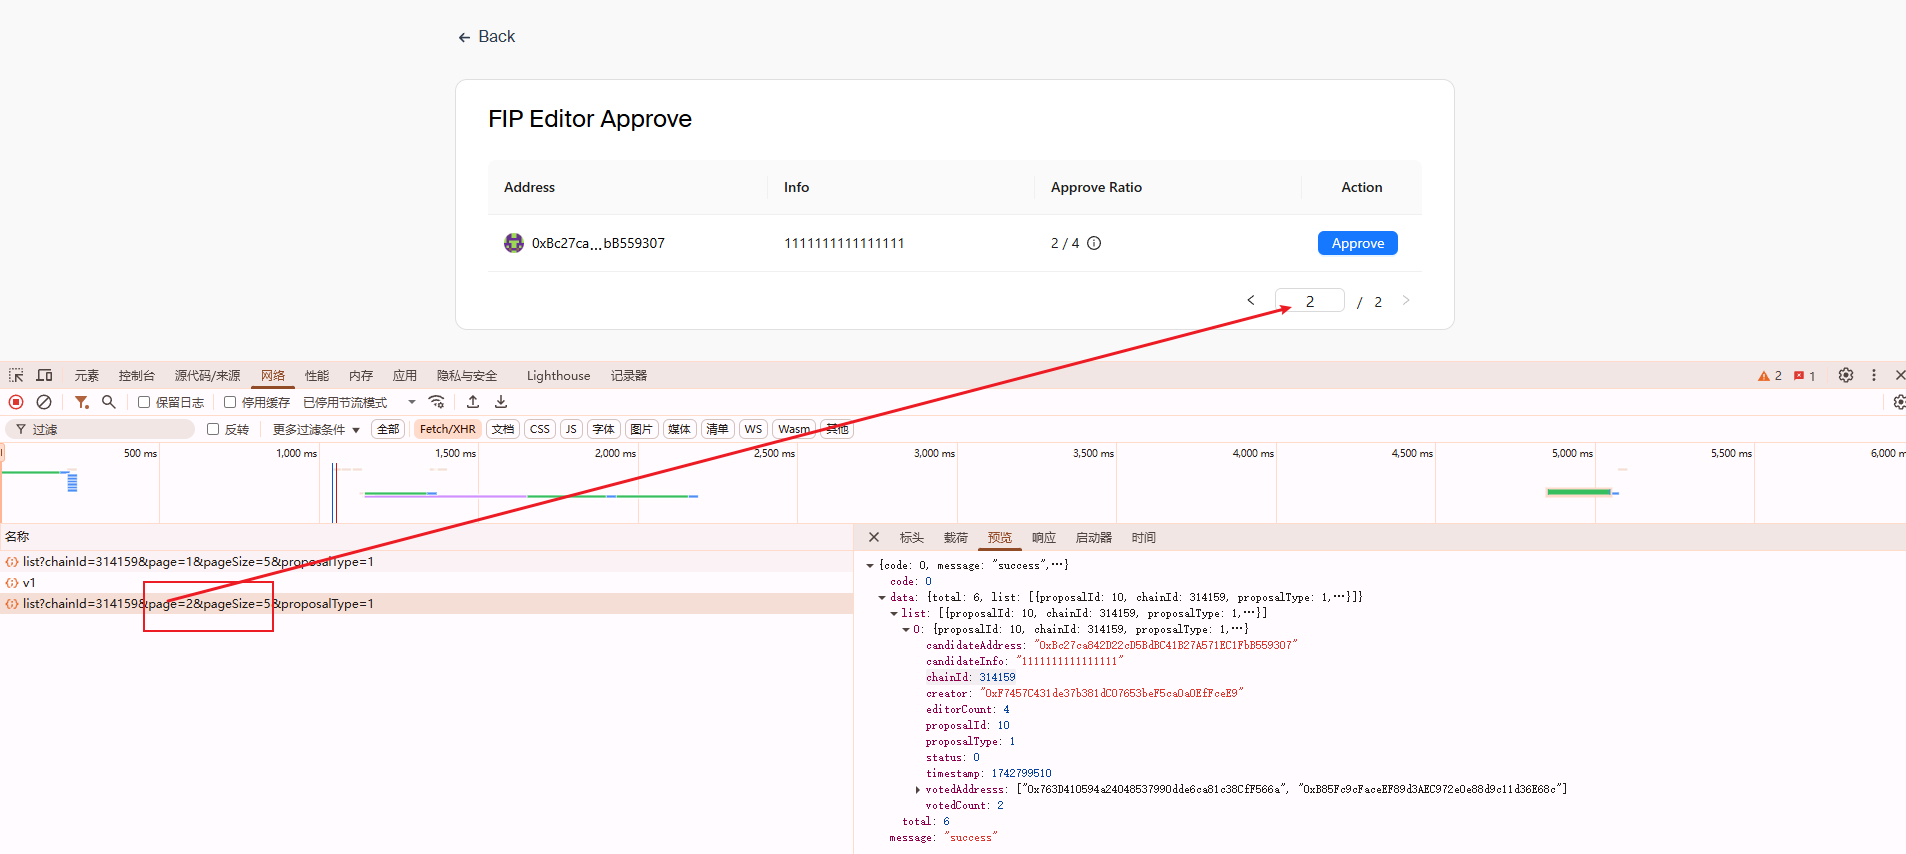 Back
FIP Editor Approve
Address Info Approve Ratio Action
0xBc27ca...bB559307 1111111111111111 2 / 4 Approve
2 / 2
元素 控制台 源代码/来源 网络 性能 内存 应用 隐私与安全 Lighthouse 记录器 2 1
保留日志 停用缓存 已停用节流模式
过滤 反转 更多过滤条件 全部 Fetch/XHR 文档 CSS JS 字体 图片 媒体 清单 WS Wasm 其他
500 ms 1,000 ms 1,500 ms 2,000 ms 2,500 ms 3,000 ms 3,500 ms 4,000 ms 4,500 ms 5,000 ms 5,500 ms 6,000 m
名称
list?chainId=314159&page=1&pageSize=5&proposalType=1
v1
list?chainId=314159&page=2&pageSize=5&proposalType=1
标头 载荷 预览 响应 启动器 时间
{code: 0, message: "success",…}
code: 0
data: {total: 6, list: [{proposalId: 10, chainId: 314159, proposalType: 1,…}]}
list: [{proposalId: 10, chainId: 314159, proposalType: 1,…}]
0: {proposalId: 10, chainId: 314159, proposalType: 1,…}
candidateAddress: "0xBc27ca842D22cD5BdBC41B27A571EC1FbB559307"
candidateInfo: "1111111111111111"
chainId: 314159
creator: "0xF7457C431de37b381dC07653beF5ca0a0EfFceE9"
editorCount: 4
proposalId: 10
proposalType: 1
status: 0
timestamp: 1742799510
votedAddresss: ["0x763D410594a24048537990dde6ca81c38CfF566a", "0xB85Fc9cFaceEF89d3AEC972e0e88d9c11d36E68c"]
votedCount: 2
total: 6
message: "success"